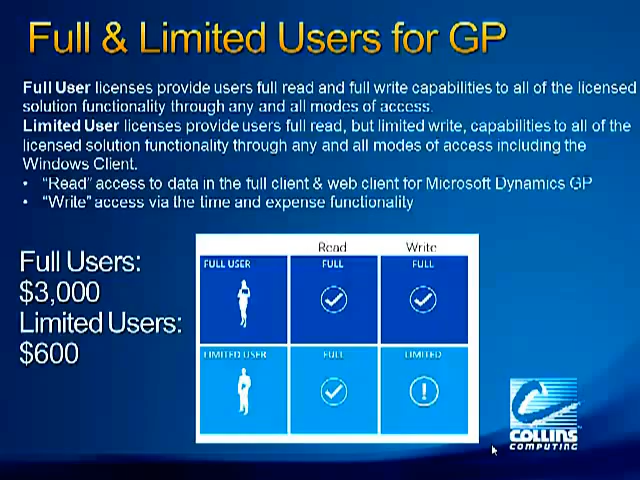 Full & Limited Users for GP
Full User licenses provide users full read and full write capabilities to all of the licensed
solution functionality through any and all modes of access.
Limited User licenses provide users full read, but limited write, capabilities to all of the
licensed solution functionality through any and all modes of access including the
Windows Client.
• “Read” access to data in the full client & web client for Microsoft Dynamics GP
• “Write” access via the time and expense functionality
Full Users:
$3,000
Limited Users:
$600
Read Write
FULL USER FULL FULL
LIMITED USER FULL LIMITED
!
COLLINS
COMPUTING